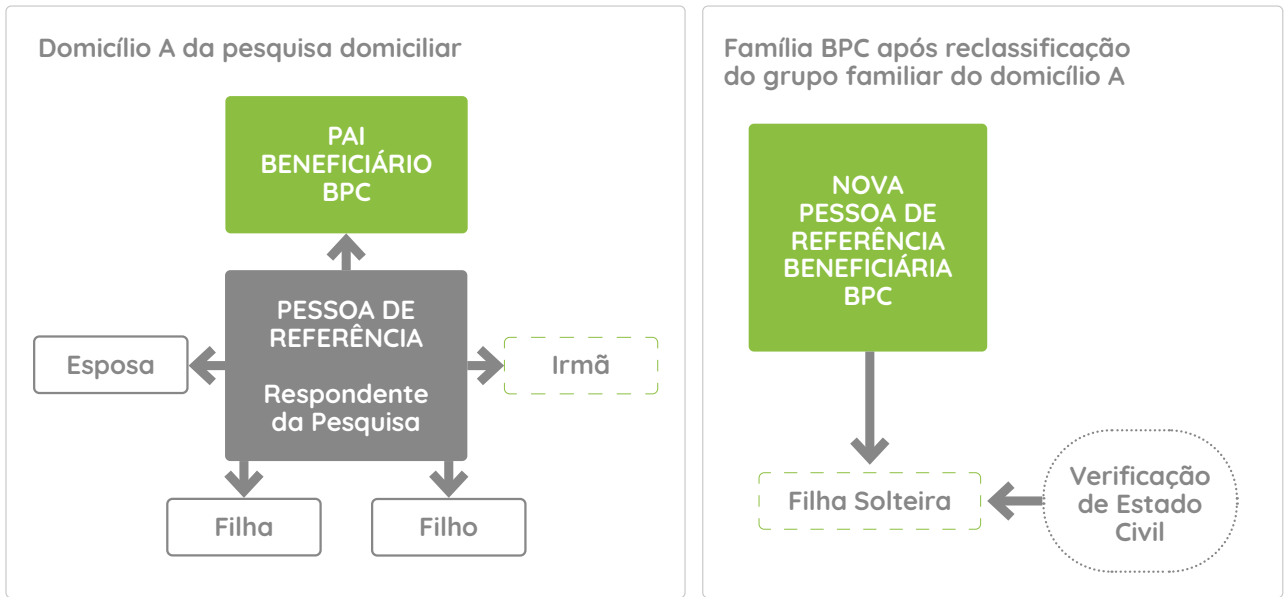 Domicílio A da pesquisa domiciliar
PAI
BENEFICIÁRIO
BPC
PESSOA DE
REFERÊNCIA
Respondente
da Pesquisa
Esposa
Irmã
Filha
Filho
Família BPC após reclassificação
do grupo familiar do domicílio A
NOVA
PESSOA DE
REFERÊNCIA
BENEFICIÁRIA
BPC
Filha Solteira
Verificação
de Estado
Civil